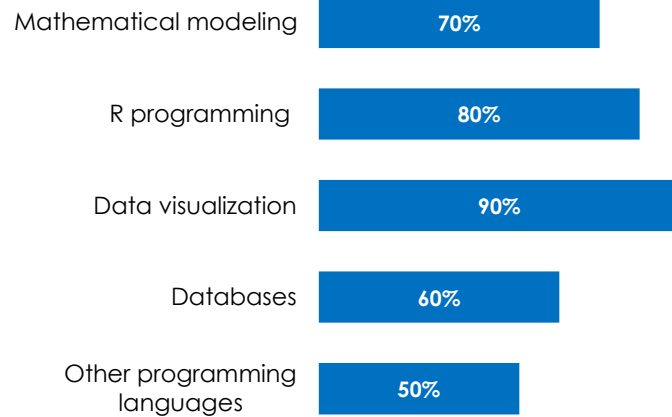 Mathematical modeling 70%
R programming 80%
Data visualization 90%
Databases 60%
Other programming
languages 50%